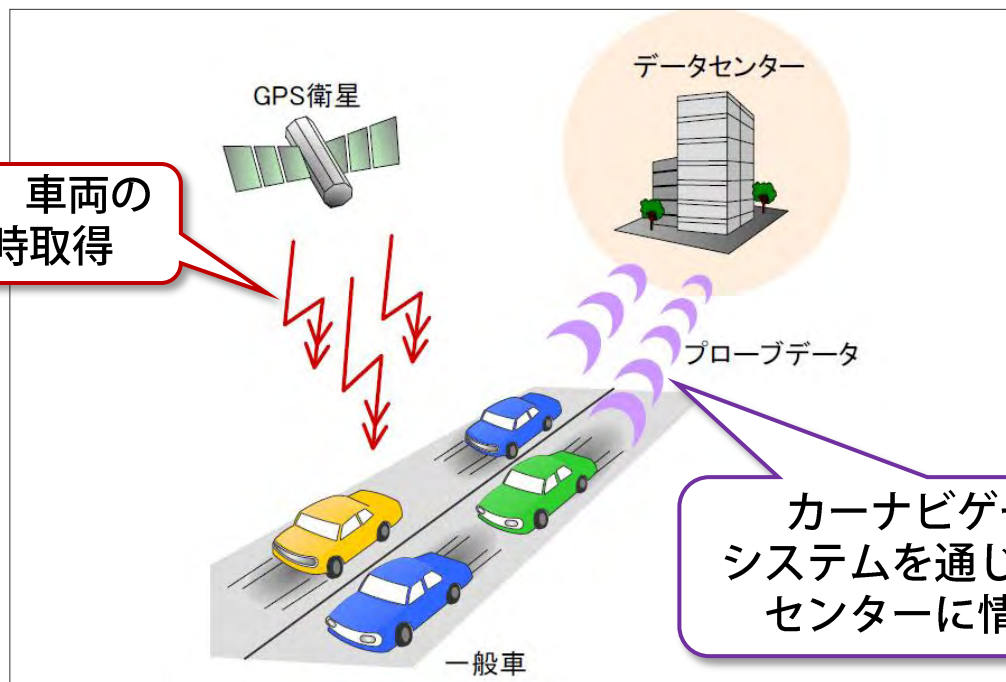 データセンター
GPS衛星
車両の
時取得
プローブデータ
カーナビゲー
システムを通じ
センターに情
一般車